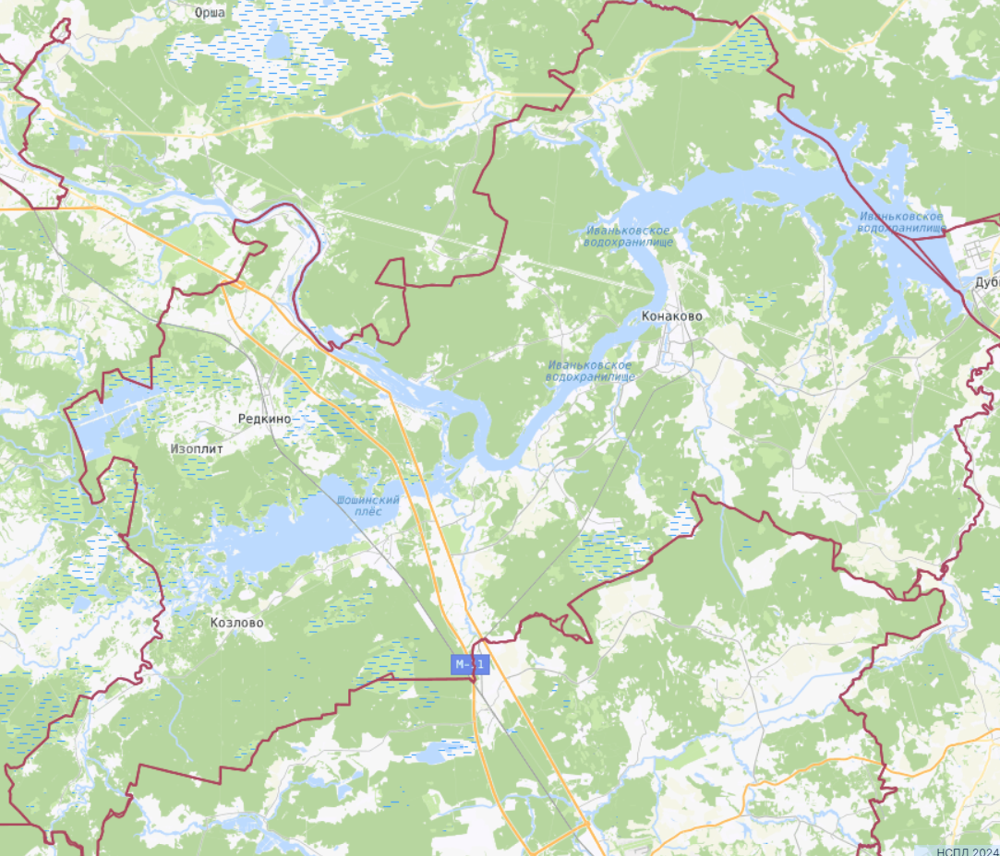 Орша
Иваньковское
водохранилище
Иваньковское
водохранилище
Дуб
Конаково
Иваньковское
водохранилище
Редкино
Изоплит
Шошинский
плёс
Козлово
М-11
НСПД 2024